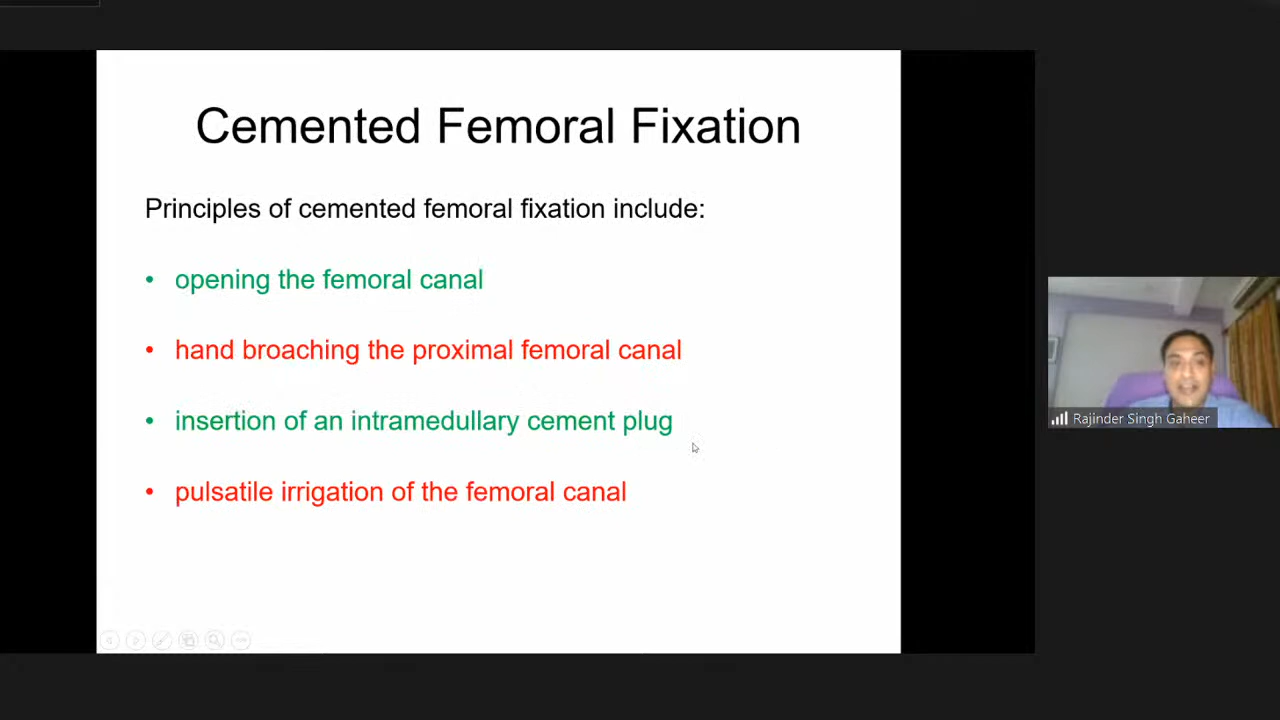 Cemented Femoral Fixation
Principles of cemented femoral fixation include:
• opening the femoral canal
• hand broaching the proximal femoral canal
• insertion of an intramedullary cement plug
• pulsatile irrigation of the femoral canal
Rajinder Singh Gaheer